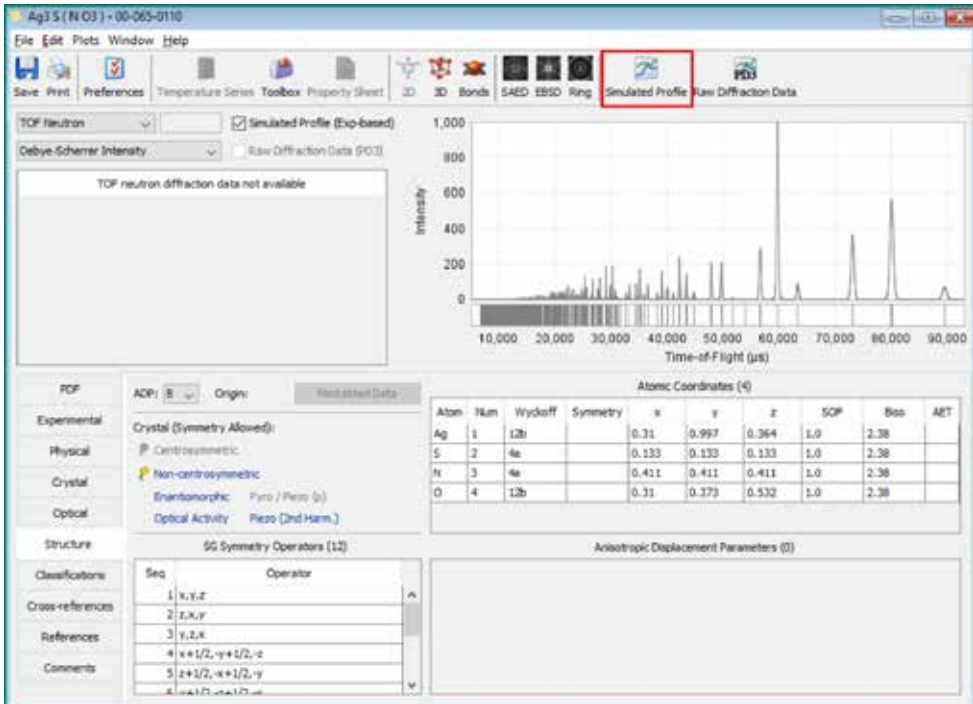 Ag3 S ( N O3 ) - 00-065-0110
File Edit Plots Window Help
Save Print Preferences Temperature Series Toolbox Property Sheet 2D 3D Bonds SAED EBSD Ring Simulated Profile Raw Diffraction Data
PD3
TOF Neutron Simulated Profile (Exp-based)
Debye-Scherrer Intensity Raw Diffraction Data (PD3)
TOF neutron diffraction data not available
Intensity
1,000
800
600
400
200
0
10,000 20,000 30,000 40,000 50,000 60,000 70,000 80,000 90,000
Time-of-Flight (µs)
PDF
Experimental
Physical
Crystal
Optical
Structure
Classifications
Cross-references
References
Comments
ADP: B Origin:
Crystal (Symmetry Allowed):
Centrosymmetric
Non-centrosymmetric
Enantiomorphic Pyro / Piezo (p)
Optical Activity Piezo (2nd Harm.)
SG Symmetry Operators (12)
Seq Operator
1 x,y,z
2 z,x,y
3 y,z,x
4 x+1/2,-y+1/2,-z
5 z+1/2,-x+1/2,-y
Atomic Coordinates (4)
Atom Num Wyckoff Symmetry x y z SOF Biso AET
Ag 1 12b 0.31 0.997 0.364 1.0 2.38
S 2 4a 0.133 0.133 0.133 1.0 2.38
N 3 4a 0.411 0.411 0.411 1.0 2.38
O 4 12b 0.31 0.373 0.532 1.0 2.38
Anisotropic Displacement Parameters (0)